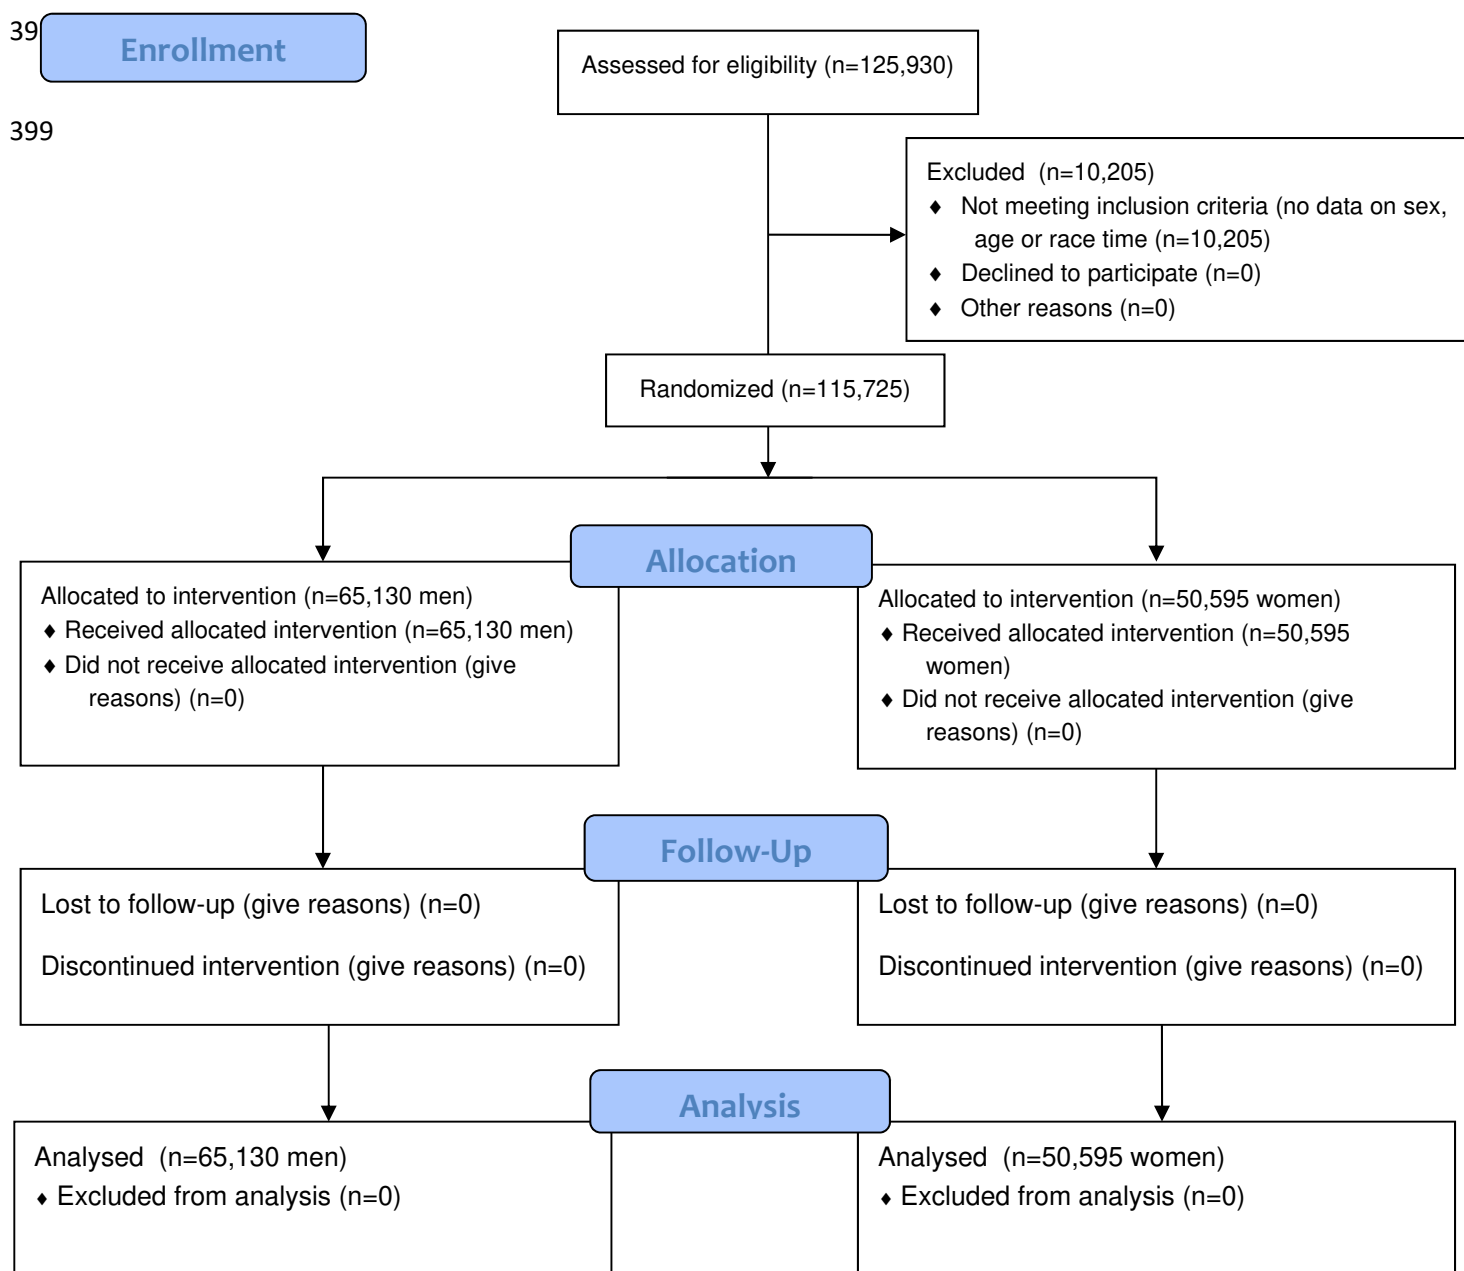 39
Enrollment
Assessed for eligibility (n=125,930)
399
Excluded (n=10,205)
♦ Not meeting inclusion criteria (no data on sex,
age or race time (n=10,205)
♦ Declined to participate (n=0)
♦ Other reasons (n=0)
Randomized (n=115,725)
Allocation
Allocated to intervention (n=65,130 men)
♦ Received allocated intervention (n=65,130 men)
♦ Did not receive allocated intervention (give
reasons) (n=0)
Allocated to intervention (n=50,595 women)
♦ Received allocated intervention (n=50,595
women)
♦ Did not receive allocated intervention (give
reasons) (n=0)
Follow-Up
Lost to follow-up (give reasons) (n=0)
Discontinued intervention (give reasons) (n=0)
Lost to follow-up (give reasons) (n=0)
Discontinued intervention (give reasons) (n=0)
Analysis
Analysed (n=65,130 men)
♦ Excluded from analysis (n=0)
Analysed (n=50,595 women)
♦ Excluded from analysis (n=0)